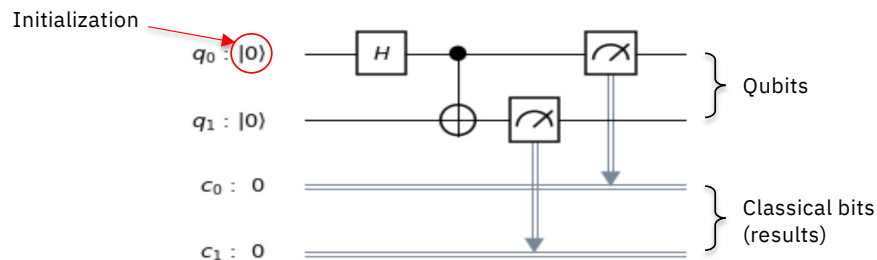 Initialization
q₀ : |0⟩
H
Qubits
q₁ : |0⟩
c₀ : 0
Classical bits
(results)
c₁ : 0